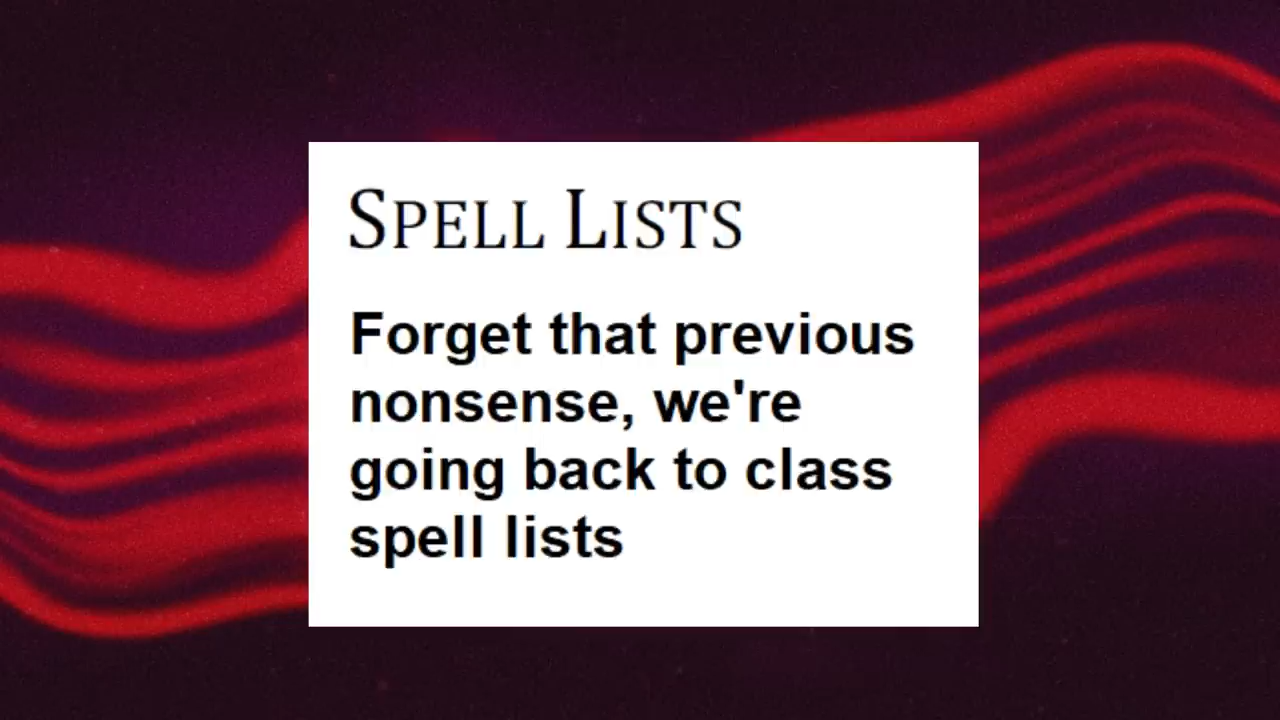 SPELL LISTS
Forget that previous
nonsense, we're
going back to class
spell lists